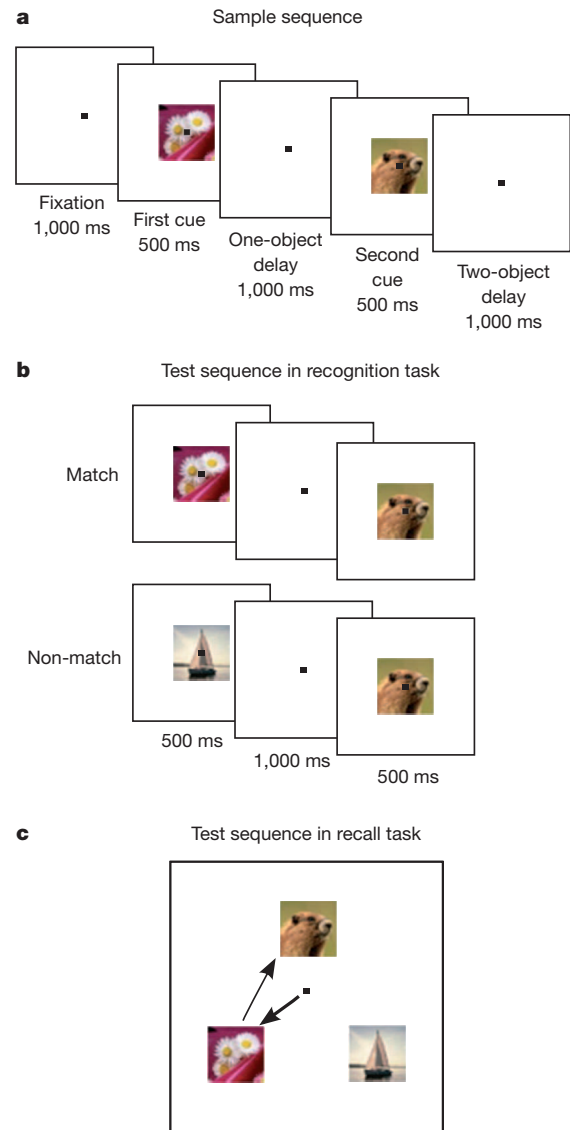 a
Sample sequence
Fixation
1,000 ms
First cue
500 ms
One-object
delay
1,000 ms
Second
cue
500 ms
Two-object
delay
1,000 ms
b
Test sequence in recognition task
Match
Non-match
500 ms
1,000 ms
500 ms
c
Test sequence in recall task